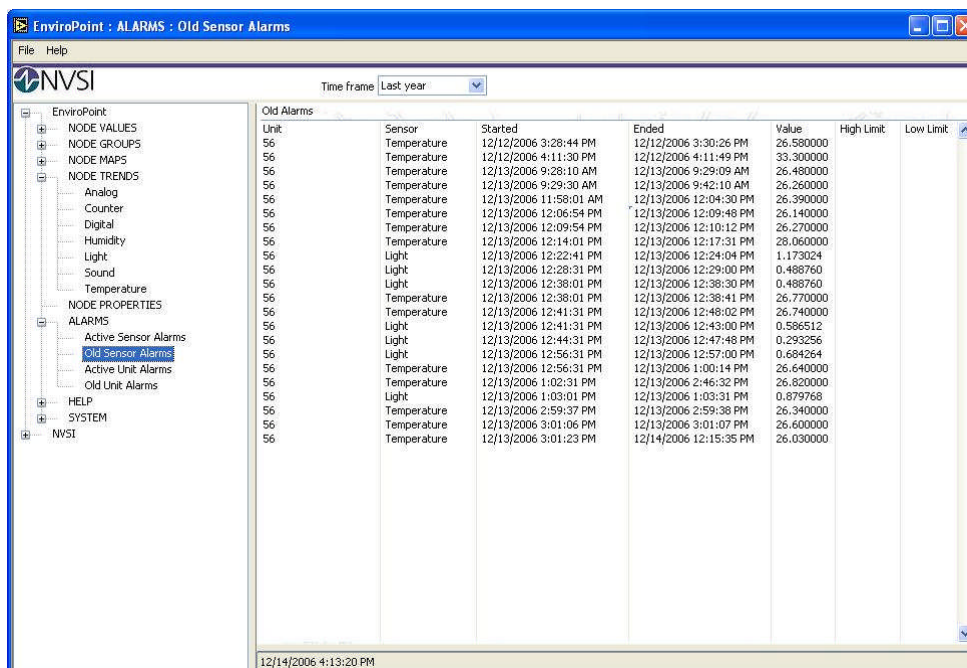 EnviroPoint : ALARMS : Old Sensor Alarms
File Help
NVSI
Time frame Last year
EnviroPoint
NODE VALUES
NODE GROUPS
NODE MAPS
NODE TRENDS
Analog
Counter
Digital
Humidity
Light
Sound
Temperature
NODE PROPERTIES
ALARMS
Active Sensor Alarms
Old Sensor Alarms
Active Unit Alarms
Old Unit Alarms
HELP
SYSTEM
NVSI
Old Alarms
Unit Sensor Started Ended Value High Limit Low Limit
56 Temperature 12/12/2006 3:28:44 PM 12/12/2006 3:30:26 PM 26.580000
56 Temperature 12/12/2006 4:11:30 PM 12/12/2006 4:11:49 PM 33.300000
56 Temperature 12/13/2006 9:28:10 AM 12/13/2006 9:29:09 AM 26.480000
56 Temperature 12/13/2006 9:29:30 AM 12/13/2006 9:42:10 AM 26.260000
56 Temperature 12/13/2006 11:58:01 AM 12/13/2006 12:04:30 PM 26.390000
56 Temperature 12/13/2006 12:06:54 PM 12/13/2006 12:09:48 PM 26.140000
56 Temperature 12/13/2006 12:09:54 PM 12/13/2006 12:10:12 PM 26.270000
56 Temperature 12/13/2006 12:14:01 PM 12/13/2006 12:17:31 PM 28.060000
56 Light 12/13/2006 12:22:41 PM 12/13/2006 12:24:04 PM 1.173024
56 Light 12/13/2006 12:28:31 PM 12/13/2006 12:29:00 PM 0.488760
56 Light 12/13/2006 12:38:01 PM 12/13/2006 12:38:30 PM 0.488760
56 Temperature 12/13/2006 12:38:01 PM 12/13/2006 12:38:41 PM 26.770000
56 Temperature 12/13/2006 12:41:31 PM 12/13/2006 12:48:02 PM 26.740000
56 Light 12/13/2006 12:41:31 PM 12/13/2006 12:43:00 PM 0.586512
56 Light 12/13/2006 12:44:31 PM 12/13/2006 12:47:48 PM 0.293256
56 Light 12/13/2006 12:56:31 PM 12/13/2006 12:57:00 PM 0.684264
56 Temperature 12/13/2006 12:56:31 PM 12/13/2006 1:00:14 PM 26.640000
56 Temperature 12/13/2006 1:02:31 PM 12/13/2006 2:46:32 PM 26.820000
56 Light 12/13/2006 1:03:01 PM 12/13/2006 1:03:31 PM 0.879768
56 Temperature 12/13/2006 2:59:37 PM 12/13/2006 2:59:38 PM 26.340000
56 Temperature 12/13/2006 3:01:06 PM 12/13/2006 3:01:07 PM 26.600000
56 Temperature 12/13/2006 3:01:23 PM 12/14/2006 12:15:35 PM 26.030000
12/14/2006 4:13:20 PM